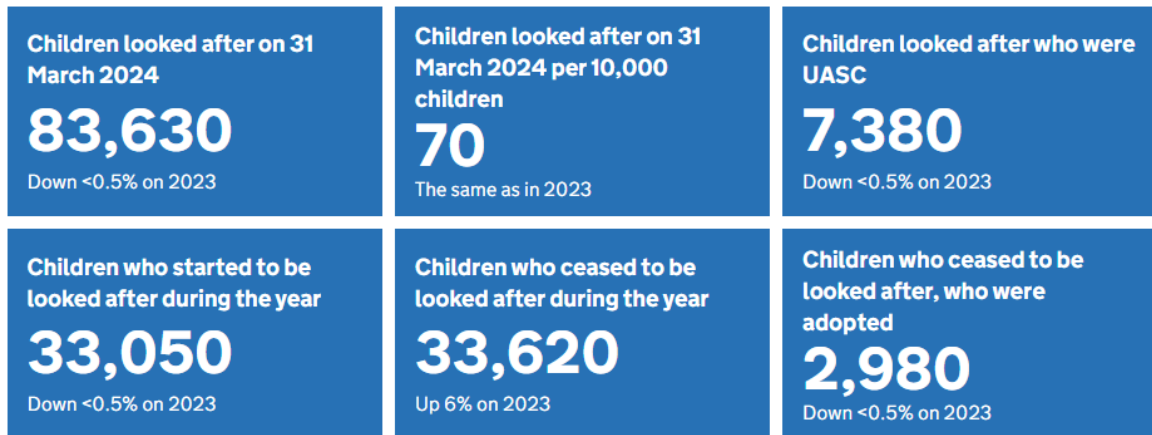 Children looked after on 31
March 2024
83,630
Down <0.5% on 2023
Children looked after on 31
March 2024 per 10,000
children
70
The same as in 2023
Children looked after who were
UASC
7,380
Down <0.5% on 2023
Children who started to be
looked after during the year
33,050
Down <0.5% on 2023
Children who ceased to be
looked after during the year
33,620
Up 6% on 2023
Children who ceased to be
looked after, who were
adopted
2,980
Down <0.5% on 2023